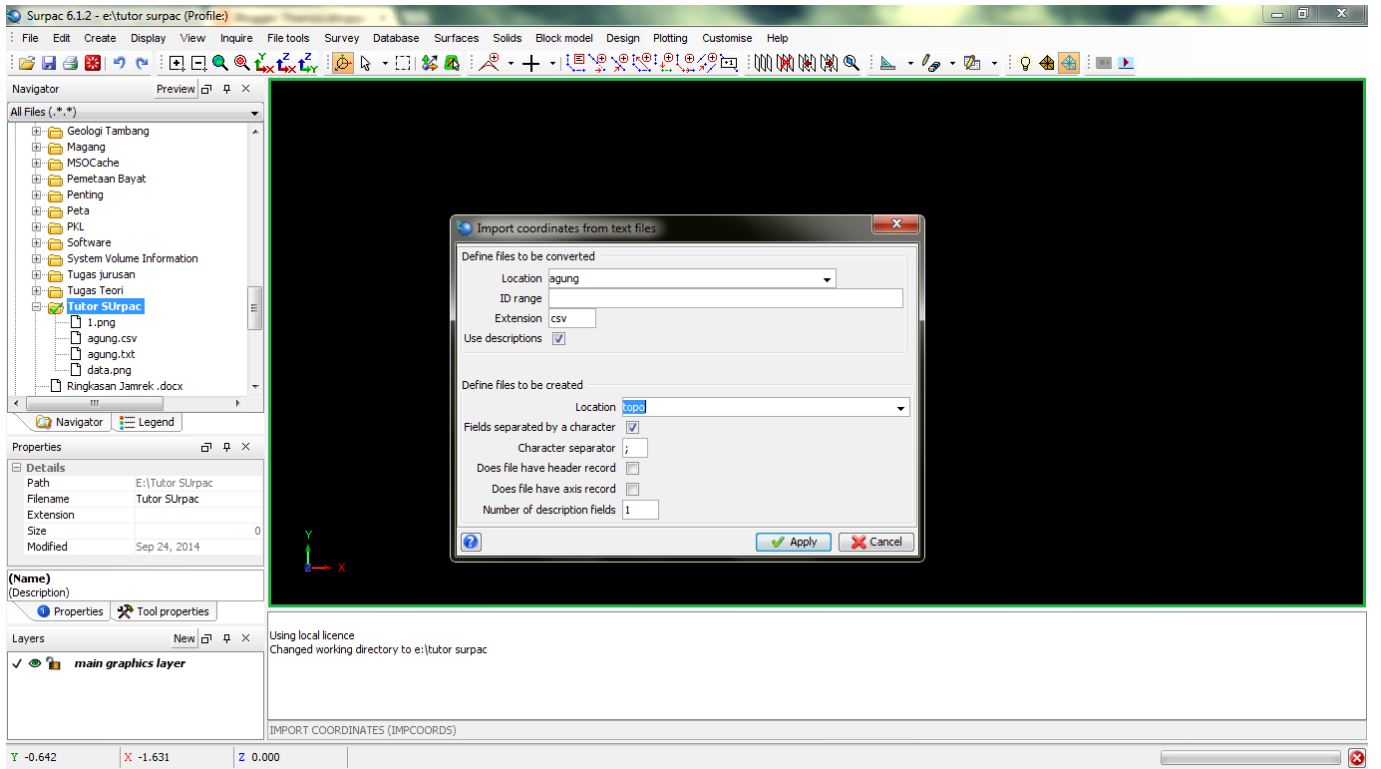 Surpac 6.1.2 - e:\tutor surpac (Profile:)
File Edit Create Display View Inquire File tools Survey Database Surfaces Solids Block model Design Plotting Customise Help
Navigator Preview
All Files (.*.*)
Geologi Tambang
Magang
MSOCache
Pemetaan Bayat
Penting
Peta
PKL
Software
System Volume Information
Tugas jurusan
Tugas Teori
Tutor SUrpac
1.png
agung.csv
agung.txt
data.png
Ringkasan Jamrek .docx
Navigator Legend
Properties
Details
Path E:\Tutor SUrpac
Filename Tutor SUrpac
Extension
Size 0
Modified Sep 24, 2014
(Name)
(Description)
Properties Tool properties
Layers New
main graphics layer
Import coordinates from text files
Define files to be converted
Location agung
ID range
Extension csv
Use descriptions
Define files to be created
Location topo
Fields separated by a character
Character separator ;
Does file have header record
Does file have axis record
Number of description fields 1
Apply Cancel
Y
Z X
Using local licence
Changed working directory to e:\tutor surpac
IMPORT COORDINATES (IMPCOORDS)
Y -0.642 X -1.631 Z 0.000